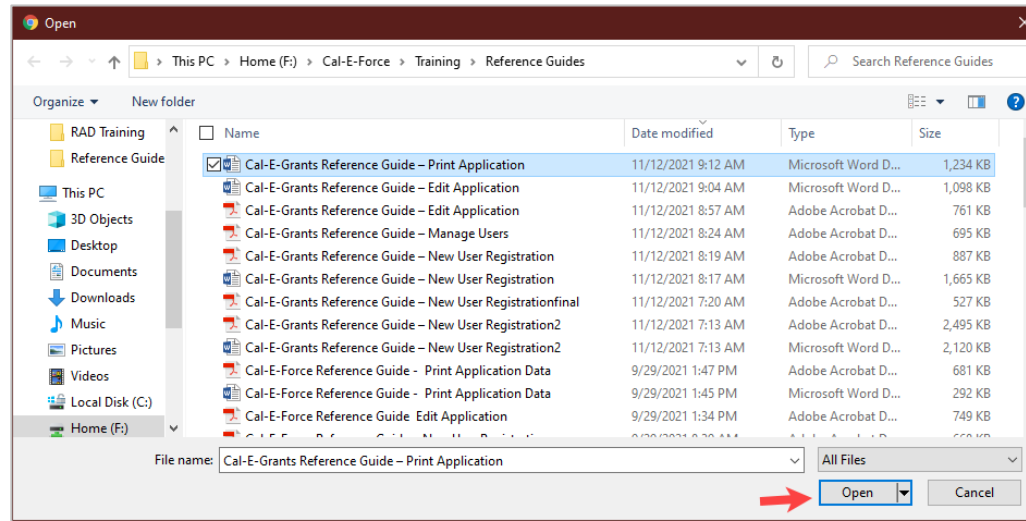 Open
This PC > Home (F:) > Cal-E-Force > Training > Reference Guides
Search Reference Guides
Organize
New folder
RAD Training
Reference Guide
This PC
3D Objects
Desktop
Documents
Downloads
Music
Pictures
Videos
Local Disk (C:)
Home (F:)
Name Date modified Type Size
Cal-E-Grants Reference Guide – Print Application 11/12/2021 9:12 AM Microsoft Word D... 1,234 KB
Cal-E-Grants Reference Guide – Edit Application 11/12/2021 9:04 AM Microsoft Word D... 1,098 KB
Cal-E-Grants Reference Guide – Edit Application 11/12/2021 8:57 AM Adobe Acrobat D... 761 KB
Cal-E-Grants Reference Guide – Manage Users 11/12/2021 8:24 AM Adobe Acrobat D... 695 KB
Cal-E-Grants Reference Guide – New User Registration 11/12/2021 8:19 AM Adobe Acrobat D... 887 KB
Cal-E-Grants Reference Guide – New User Registration 11/12/2021 8:17 AM Microsoft Word D... 1,665 KB
Cal-E-Grants Reference Guide – New User Registrationfinal 11/12/2021 7:20 AM Adobe Acrobat D... 527 KB
Cal-E-Grants Reference Guide – New User Registration2 11/12/2021 7:13 AM Adobe Acrobat D... 2,495 KB
Cal-E-Grants Reference Guide – New User Registration2 11/12/2021 7:13 AM Microsoft Word D... 2,120 KB
Cal-E-Force Reference Guide - Print Application Data 9/29/2021 1:47 PM Adobe Acrobat D... 681 KB
Cal-E-Force Reference Guide - Print Application Data 9/29/2021 1:45 PM Microsoft Word D... 292 KB
Cal-E-Force Reference Guide Edit Application 9/29/2021 1:34 PM Adobe Acrobat D... 749 KB
File name: Cal-E-Grants Reference Guide – Print Application
All Files
Open
Cancel